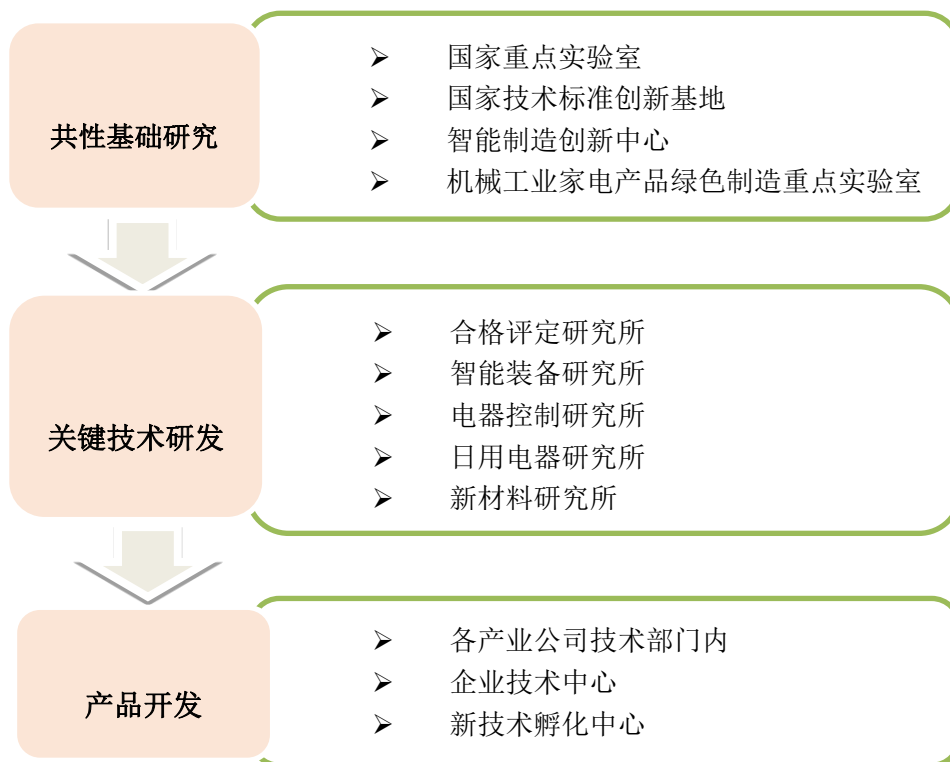 共性基础研究
➢ 国家重点实验室
➢ 国家技术标准创新基地
➢ 智能制造创新中心
➢ 机械工业家电产品绿色制造重点实验室
关键技术研发
➢ 合格评定研究所
➢ 智能装备研究所
➢ 电器控制研究所
➢ 日用电器研究所
➢ 新材料研究所
产品开发
➢ 各产业公司技术部门内
➢ 企业技术中心
➢ 新技术孵化中心